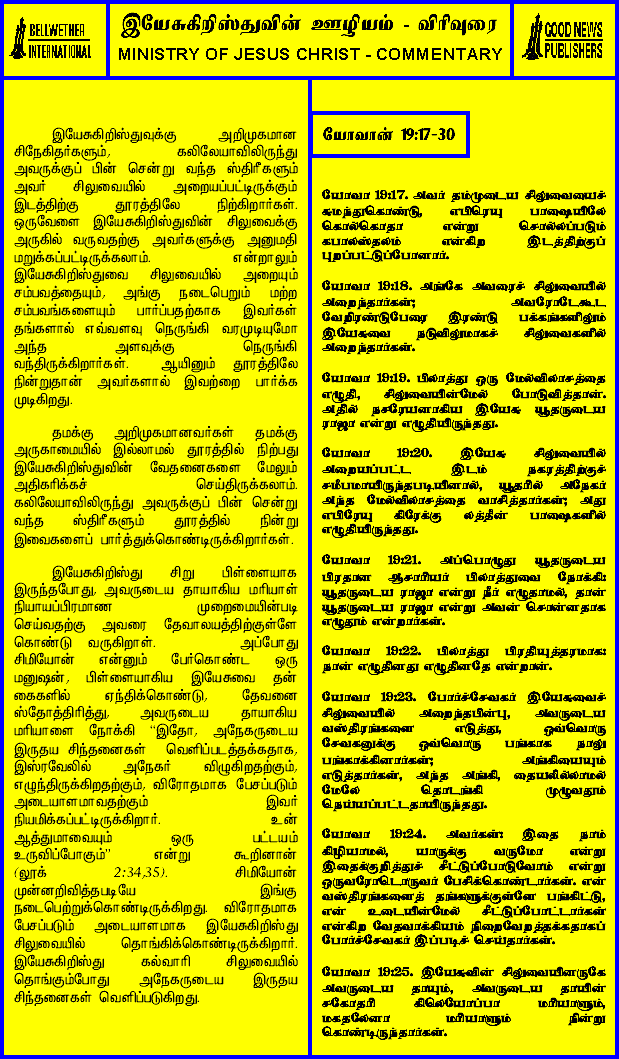 BELLWETHER
INTERNATIONAL
இயேசுகிறிஸ்துவின் ஊழியம் - விரிவுரை
MINISTRY OF JESUS CHRIST - COMMENTARY
GOOD NEWS
PUBLISHERS
இயேசுகிறிஸ்துவுக்கு அறிமுகமான
சிநேகிதர்களும், கலிலேயாவிலிருந்து
அவருக்குப் பின் சென்று வந்த ஸ்திரீகளும்
அவர் சிலுவையில் அறையப்பட்டிருக்கும்
இடத்திற்கு தூரத்திலே நிற்கிறார்கள்.
ஒருவேளை இயேசுகிறிஸ்துவின் சிலுவைக்கு
அருகில் வருவதற்கு அவர்களுக்கு அனுமதி
மறுக்கப்பட்டிருக்கலாம். என்றாலும்
இயேசுகிறிஸ்துவை சிலுவையில் அறையும்
சம்பவத்தையும், அங்கு நடைபெறும் மற்ற
சம்பவங்களையும் பார்ப்பதற்காக இவர்கள்
தங்களால் எவ்வளவு நெருங்கி வரமுடியுமோ
அந்த அளவுக்கு நெருங்கி
வந்திருக்கிறார்கள். ஆயினும் தூரத்திலே
நின்றுதான் அவர்களால் இவற்றை பார்க்க
முடிகிறது.
தமக்கு அறிமுகமானவர்கள் தமக்கு
அருகாமையில் இல்லாமல் தூரத்தில் நிற்பது
இயேசுகிறிஸ்துவின் வேதனைகளை மேலும்
அதிகரிக்கச் செய்திருக்கலாம்.
கலிலேயாவிலிருந்து அவருக்குப் பின் சென்று
வந்த ஸ்திரீகளும் தூரத்தில் நின்று
இவைகளைப் பார்த்துக்கொண்டிருக்கிறார்கள்.
இயேசுகிறிஸ்து சிறு பிள்ளையாக
இருந்தபோது, அவருடைய தாயாகிய மரியாள்
நியாயப்பிரமாண முறைமையின்படி
செய்வதற்கு அவரை தேவாலயத்திற்குள்ளே
கொண்டு வருகிறாள். அப்போது
சிமியோன் என்னும் பேர்கொண்ட ஒரு
மனுஷன், பிள்ளையாகிய இயேசுவை தன்
கைகளில் ஏந்திக்கொண்டு, தேவனை
ஸ்தோத்திரித்து, அவருடைய தாயாகிய
மரியாளை நோக்கி "இதோ, அநேகருடைய
இருதய சிந்தனைகள் வெளிப்படத்தக்கதாக,
இஸ்ரவேலில் அநேகர் விழுகிறதற்கும்,
எழுந்திருக்கிறதற்கும், விரோதமாக பேசப்படும்
அடையாளமாவதற்கும் இவர்
நியமிக்கப்பட்டிருக்கிறார். உன்
ஆத்துமாவையும் ஒரு பட்டயம்
உருவிப்போகும்" என்று கூறினான்
(லூக் 2:34,35). சிமியோன்
முன்னறிவித்தபடியே இங்கு
நடைபெற்றுக்கொண்டிருக்கிறது. விரோதமாக
பேசப்படும் அடையாளமாக இயேசுகிறிஸ்து
சிலுவையில் தொங்கிக்கொண்டிருக்கிறார்.
இயேசுகிறிஸ்து கல்வாரி சிலுவையில்
தொங்கும்போது அநேகருடைய இருதய
சிந்தனைகள் வெளிப்படுகிறது.
யோவான் 19:17-30
யோவா 19:17. அவர் தம்முடைய சிலுவையைச்
சுமந்துகொண்டு, எபிரெயு பாஷையிலே
கொல்கொதா என்று சொல்லப்படும்
கபாலஸ்தலம் என்கிற இடத்திற்குப்
புறப்பட்டுப்போனார்.
யோவா 19:18. அங்கே அவரைச் சிலுவையில்
அறைந்தார்கள்; அவரோடேகூட
வேறிரண்டுபேரை இரண்டு பக்கங்களிலும்
இயேசுவை நடுவிலுமாகச் சிலுவைகளில்
அறைந்தார்கள்.
யோவா 19:19. பிலாத்து ஒரு மேல்விலாசத்தை
எழுதி, சிலுவையின்மேல் போடுவித்தான்.
அதில் நசரேயனாகிய இயேசு யூதருடைய
ராஜா என்று எழுதியிருந்தது.
யோவா 19:20. இயேசு சிலுவையில்
அறையப்பட்ட இடம் நகரத்திற்குச்
சமீபமாயிருந்தபடியினால், யூதரில் அநேகர்
அந்த மேல்விலாசத்தை வாசித்தார்கள்; அது
எபிரேயு கிரேக்கு லத்தீன் பாஷைகளில்
எழுதியிருந்தது.
யோவா 19:21. அப்பொழுது யூதருடைய
பிரதான ஆசாரியர் பிலாத்துவை நோக்கி:
யூதருடைய ராஜா என்று நீர் எழுதாமல், தான்
யூதருடைய ராஜா என்று அவன் சொன்னதாக
எழுதும் என்றார்கள்.
யோவா 19:22. பிலாத்து பிரதியுத்தரமாக:
நான் எழுதினது எழுதினதே என்றான்.
யோவா 19:23. போர்ச்சேவகர் இயேசுவைச்
சிலுவையில் அறைந்தபின்பு, அவருடைய
வஸ்திரங்களை எடுத்து, ஒவ்வொரு
சேவகனுக்கு ஒவ்வொரு பங்காக நாலு
பங்காக்கினார்கள்; அங்கியையும்
எடுத்தார்கள், அந்த அங்கி, தையலில்லாமல்
மேலே தொடங்கி முழுவதும்
நெய்யப்பட்டதாயிருந்தது.
யோவா 19:24. அவர்கள்: இதை நாம்
கிழியாமல், யாருக்கு வருமோ என்று
இதைக்குறித்துச் சீட்டுப்போடுவோம் என்று
ஒருவரோடொருவர் பேசிக்கொண்டார்கள். என்
வஸ்திரங்களைத் தங்களுக்குள்ளே பங்கிட்டு,
என் உடையின்மேல் சீட்டுப்போட்டார்கள்
என்கிற வேதவாக்கியம் நிறைவேறத்தக்கதாகப்
போர்ச்சேவகர் இப்படிச் செய்தார்கள்.
யோவா 19:25. இயேசுவின் சிலுவையினருகே
அவருடைய தாயும், அவருடைய தாயின்
சகோதரி கிலெயோப்பா மரியாளும்,
மகதலேனா மரியாளும் நின்று
கொண்டிருந்தார்கள்.